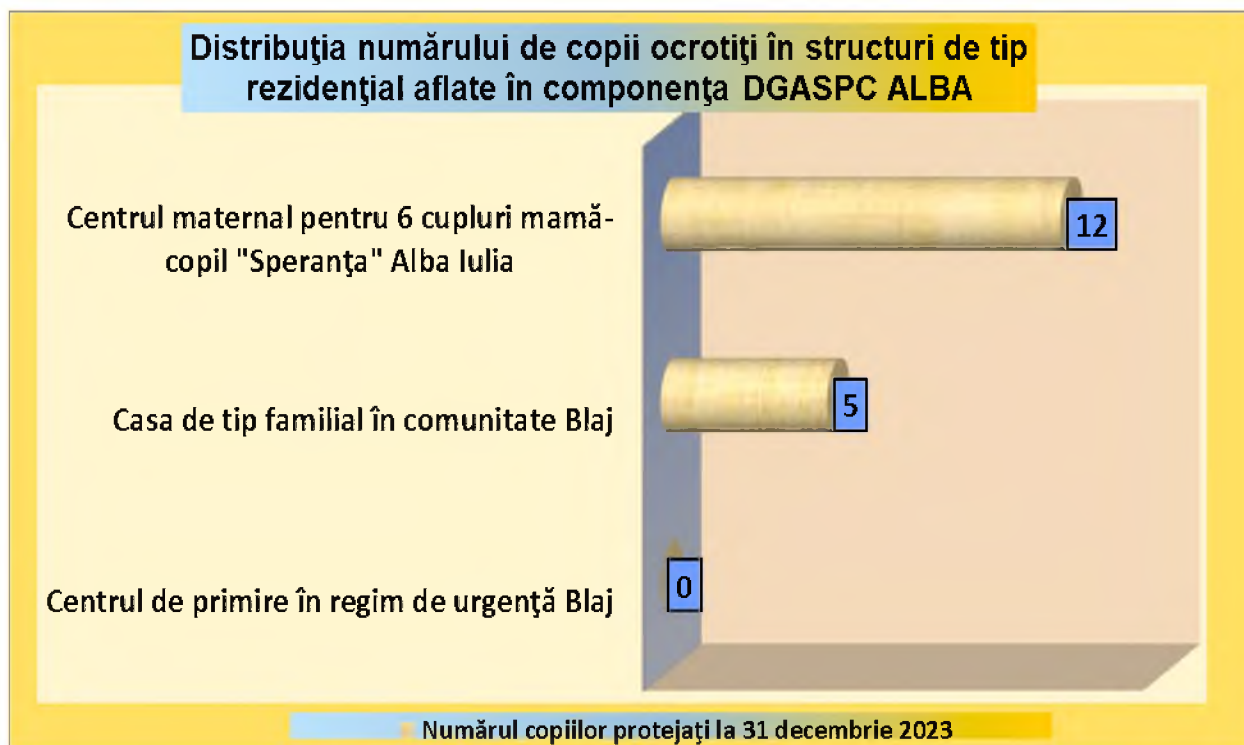 Distribuţia numărului de copii ocrotiţi în structuri de tip
rezidenţial aflate în componenţa DGASPC ALBA
Centrul maternal pentru 6 cupluri mamă-
copil "Speranţa" Alba Iulia
12
Casa de tip familial în comunitate Blaj
5
Centrul de primire în regim de urgenţă Blaj
0
Numărul copiilor protejaţi la 31 decembrie 2023